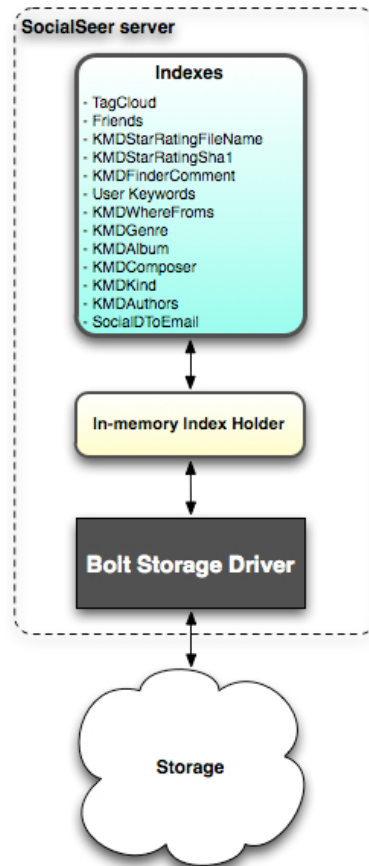 SocialSeer server
Indexes
- TagCloud
- Friends
- KMDStarRatingFileName
- KMDStarRatingSha1
- KMDFinderComment
- User Keywords
- KMDWhereFroms
- KMDGenre
- KMDAlbum
- KMDComposer
- KMDKind
- KMDAuthors
- SocialDToEmail
In-memory Index Holder
Bolt Storage Driver
Storage